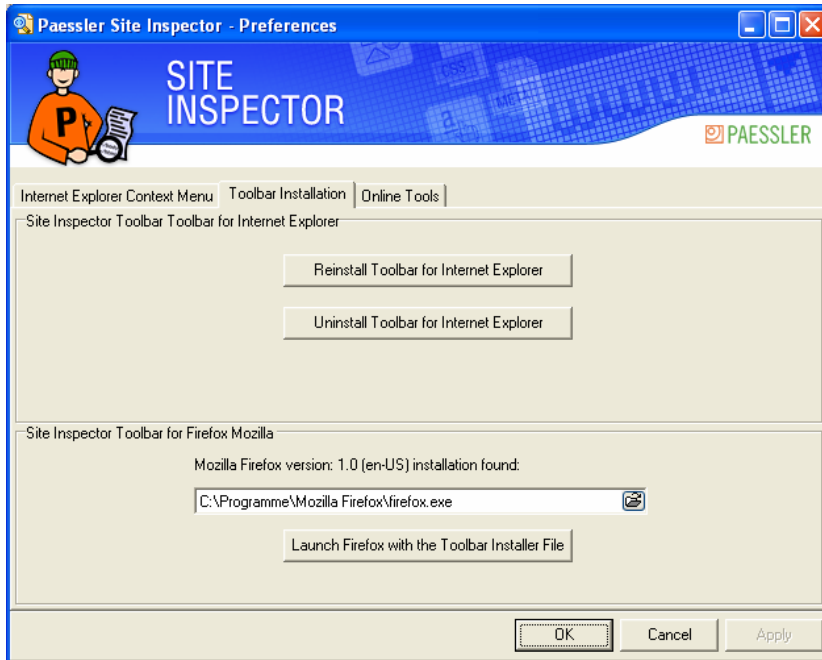 Paessler Site Inspector - Preferences
SITE
INSPECTOR
P
PAESSLER
Internet Explorer Context Menu Toolbar Installation Online Tools
Site Inspector Toolbar Toolbar for Internet Explorer
Reinstall Toolbar for Internet Explorer
Uninstall Toolbar for Internet Explorer
Site Inspector Toolbar for Firefox Mozilla
Mozilla Firefox version: 1.0 (en-US) installation found:
C:\Programme\Mozilla Firefox\firefox.exe
Launch Firefox with the Toolbar Installer File
OK Cancel Apply